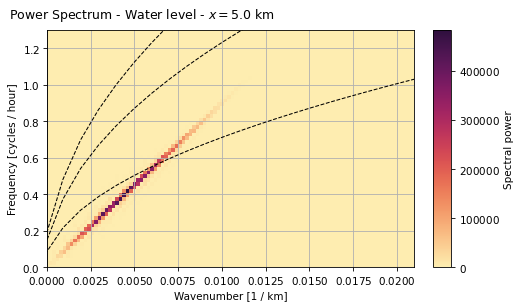 Power Spectrum - Water level - x = 5.0 km
1.2
1.0
0.8
0.6
0.4
0.2
0.0
Frequency [cycles / hour]
0.0000 0.0025 0.0050 0.0075 0.0100 0.0125 0.0150 0.0175 0.0200
Wavenumber [1 / km]
400000
300000
200000
100000
0
Spectral power